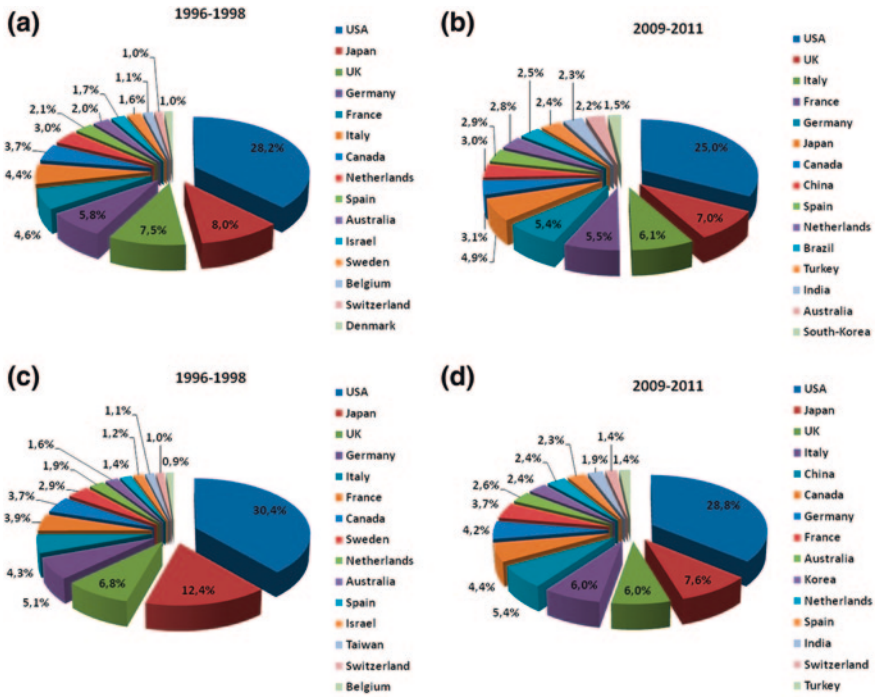 (a)
1996-1998
1,0%
1,1%
1,0%
1,7%
1,6%
2,1%
2,0%
3,0%
3,7%
4,4%
4,6%
5,8%
7,5%
8,0%
28,2%
USA
Japan
UK
Germany
France
Italy
Canada
Netherlands
Spain
Australia
Israel
Sweden
Belgium
Switzerland
Denmark
(b)
2009-2011
2,5%
2,3%
2,8%
2,4%
2,2%
1,5%
2,9%
3,0%
3,1%
4,9%
5,4%
5,5%
6,1%
7,0%
25,0%
USA
UK
Italy
France
Germany
Japan
Canada
China
Spain
Netherlands
Brazil
Turkey
India
Australia
South-Korea
(c)
1996-1998
1,1%
1,2%
1,0%
1,6%
1,4%
0,9%
1,9%
2,9%
3,7%
3,9%
4,3%
5,1%
6,8%
12,4%
30,4%
USA
Japan
UK
Germany
Italy
France
Canada
Sweden
Netherlands
Australia
Spain
Israel
Taiwan
Switzerland
Belgium
(d)
2009-2011
2,3%
1,4%
2,4%
1,9%
1,4%
2,6%
2,4%
3,7%
4,2%
4,4%
5,4%
6,0%
6,0%
7,6%
28,8%
USA
Japan
UK
Italy
China
Canada
Germany
France
Australia
Korea
Netherlands
Spain
India
Switzerland
Turkey